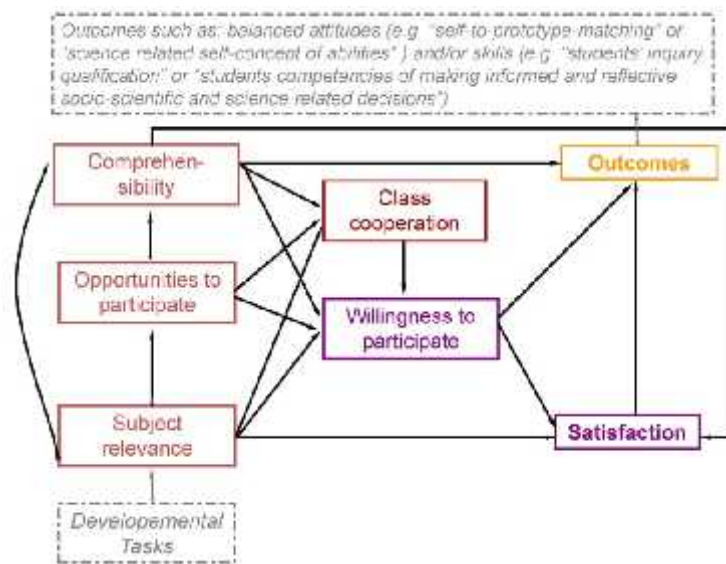 Outcomes such as: balanced attitudes (e.g. "self-to-prototype-matching" or
"science related self-concept of abilities" ) and/or skills (e.g. "students' inquiry
qualification" or "students competencies of making informed and reflective
socio-scientific and science related decisions")
Comprehen-
sibility
Outcomes
Class
cooperation
Opportunities to
participate
Willingness to
participate
Subject
relevance
Satisfaction
Developemental
Tasks